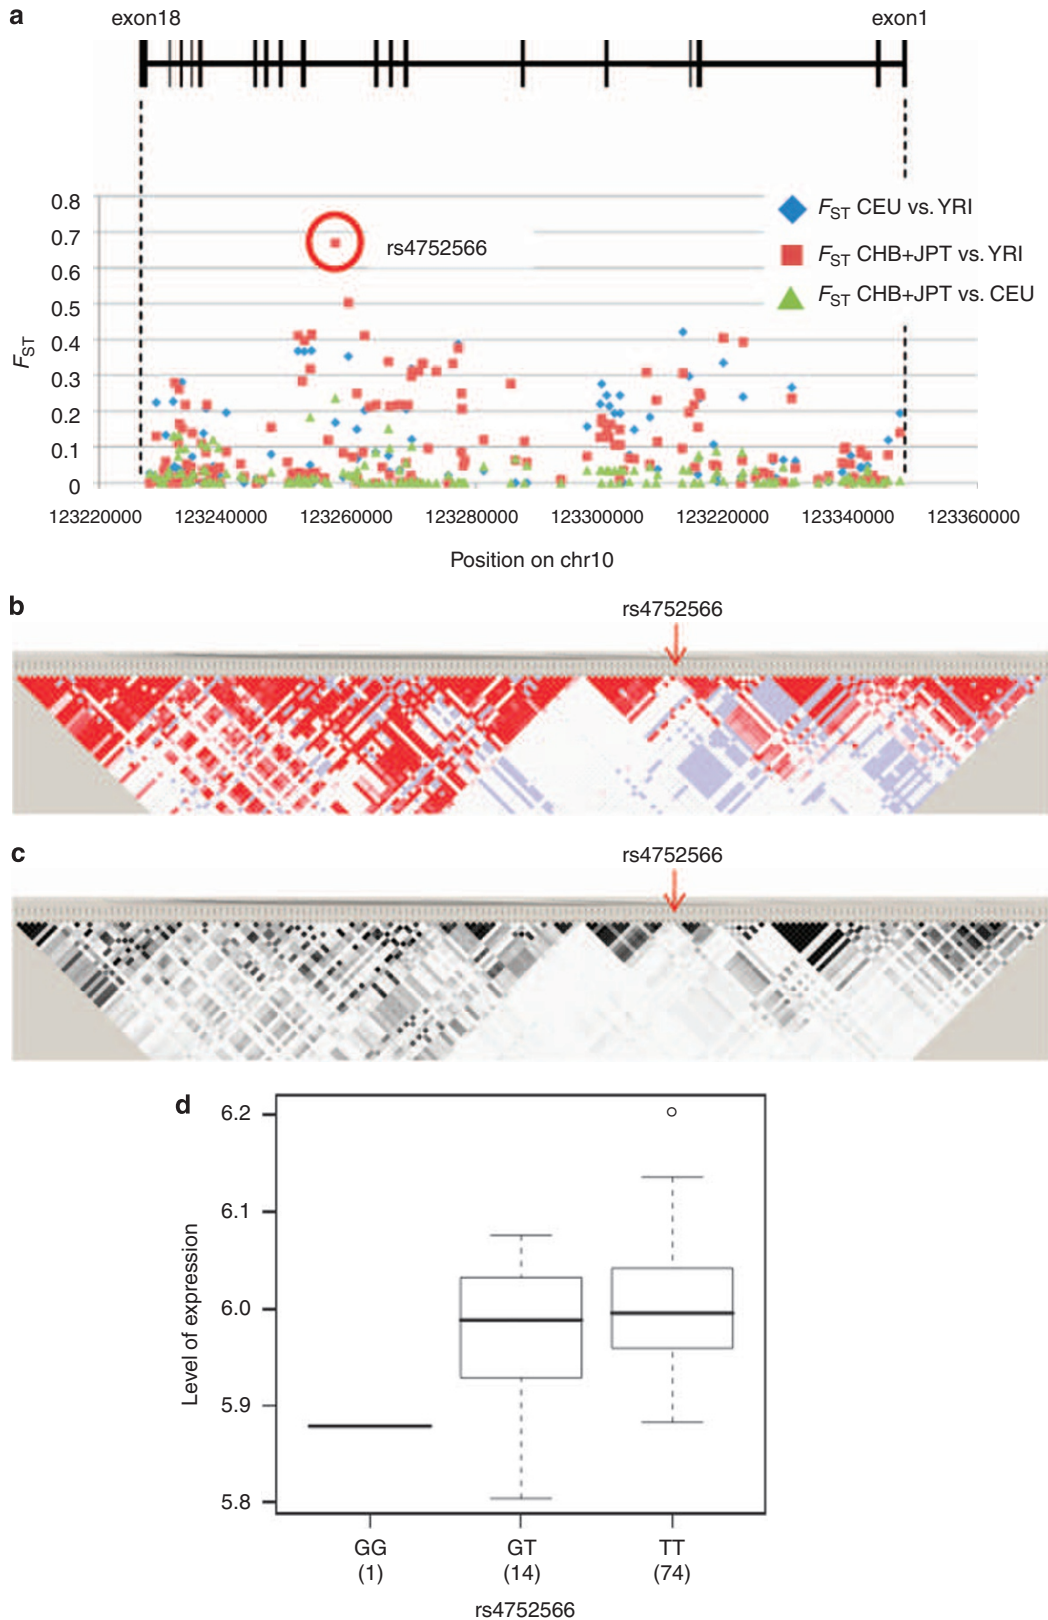 a
exon18
exon1
0.8
0.7
0.6
0.5
0.4
0.3
0.2
0.1
0
FST
rs4752566
FST CEU vs. YRI
FST CHB+JPT vs. YRI
FST CHB+JPT vs. CEU
123220000 123240000 123260000 123280000 123300000 123220000 123340000 123360000
Position on chr10
b
rs4752566
c
rs4752566
d
6.2
6.1
6.0
5.9
5.8
Level of expression
GG GT TT
(1) (14) (74)
rs4752566